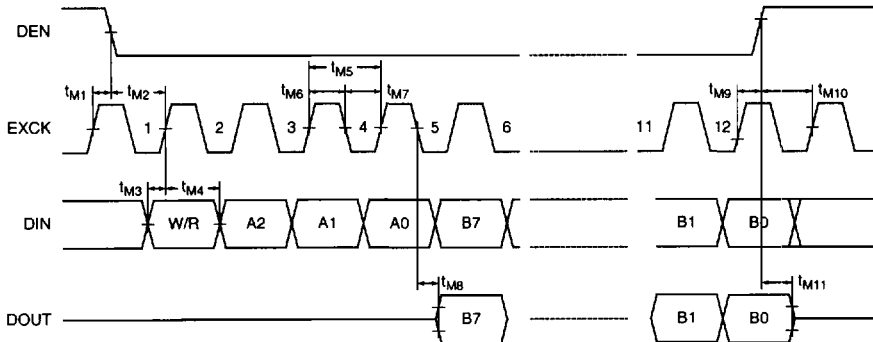 DEN
tM1 tM2 tM5 tM6 tM7 tM9 tM10
EXCK 1 2 3 4 5 6 11 12
tM3 tM4
DIN W/R A2 A1 A0 B7 B1 B0
tM8 tM11
DOUT B7 B1 B0